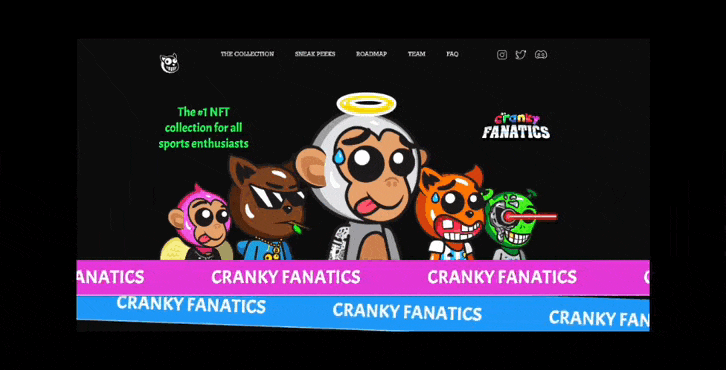 THE COLLECTION SNEAK PEEKS ROADMAP TEAM FAQ
The #1 NFT
collection for all
sports enthusiasts
cranky
FANATICS
ANATICS CRANKY FANATICS CRANKY FANATICS
CRANKY FANATICS CRANKY FANATICS CRANKY FAN